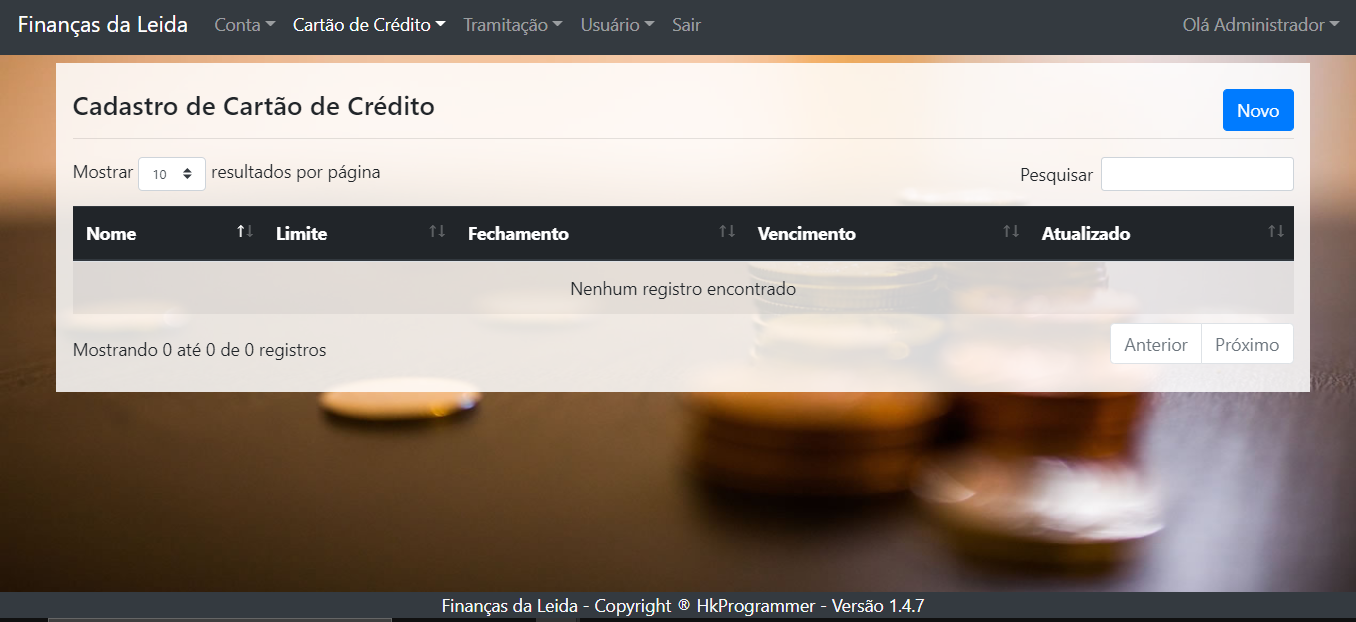 Finanças da Leida Conta Cartão de Crédito Tramitação Usuário Sair Olá Administrador
Cadastro de Cartão de Crédito
Novo
Mostrar 10 resultados por página
Pesquisar
Nome Limite Fechamento Vencimento Atualizado
Nenhum registro encontrado
Mostrando 0 até 0 de 0 registros
Anterior Próximo
Finanças da Leida - Copyright ® HkProgrammer - Versão 1.4.7